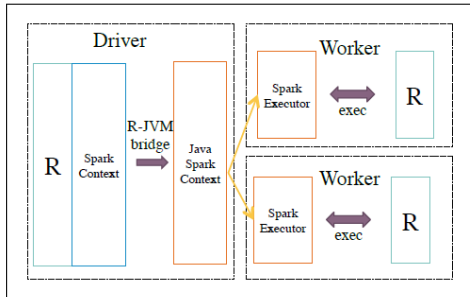 Driver
R
Spark
Context
R-JVM
bridge
Java
Spark
Context
Worker
Spark
Executor
exec
R
Worker
Spark
Executor
exec
R